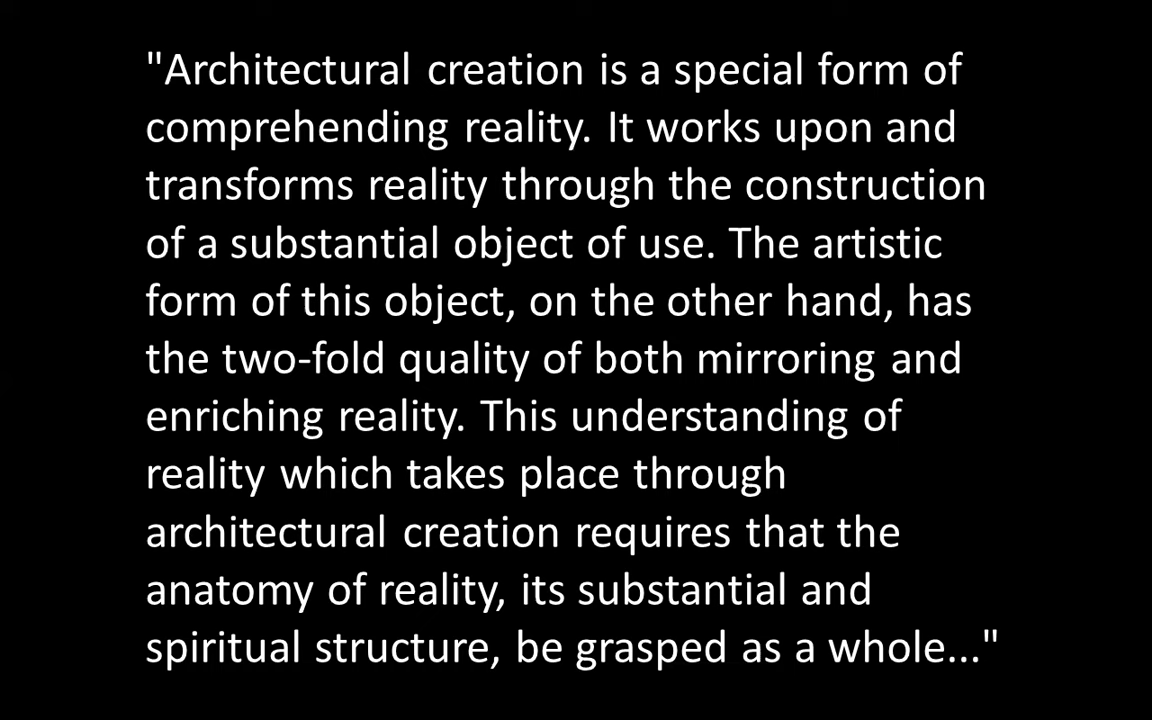 "Architectural creation is a special form of
comprehending reality. It works upon and
transforms reality through the construction
of a substantial object of use. The artistic
form of this object, on the other hand, has
the two-fold quality of both mirroring and
enriching reality. This understanding of
reality which takes place through
architectural creation requires that the
anatomy of reality, its substantial and
spiritual structure, be grasped as a whole..."